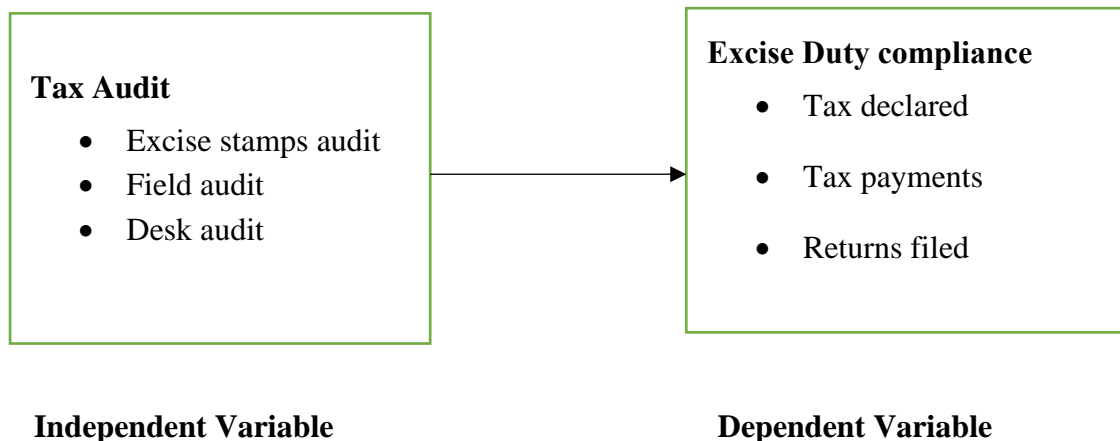 Tax Audit
• Excise stamps audit
• Field audit
• Desk audit
Excise Duty compliance
• Tax declared
• Tax payments
• Returns filed
Independent Variable
Dependent Variable